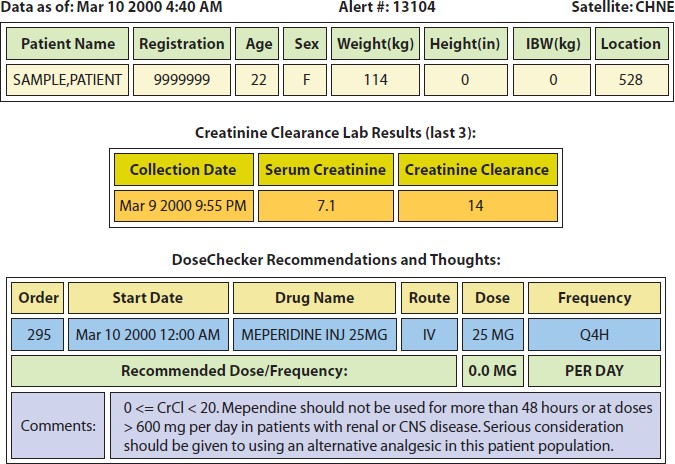 Data as of: Mar 10 2000 4:40 AM Alert #: 13104 Satellite: CHNE
Patient Name Registration Age Sex Weight(kg) Height(in) IBW(kg) Location
SAMPLE,PATIENT 9999999 22 F 114 0 0 528
Creatinine Clearance Lab Results (last 3):
Collection Date Serum Creatinine Creatinine Clearance
Mar 9 2000 9:55 PM 7.1 14
DoseChecker Recommendations and Thoughts:
Order Start Date Drug Name Route Dose Frequency
295 Mar 10 2000 12:00 AM MEPERIDINE INJ 25MG IV 25 MG Q4H
Recommended Dose/Frequency: 0.0 MG PER DAY
Comments: 0 <= CrCl < 20. Mependine should not be used for more than 48 hours or at doses
> 600 mg per day in patients with renal or CNS disease. Serious consideration
should be given to using an alternative analgesic in this patient population.